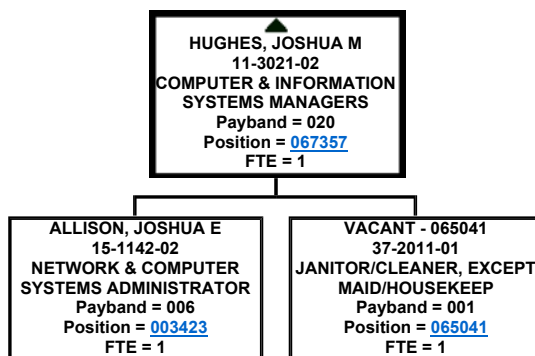 HUGHES, JOSHUA M
11-3021-02
COMPUTER & INFORMATION
SYSTEMS MANAGERS
Payband = 020
Position = 067357
FTE = 1
ALLISON, JOSHUA E
15-1142-02
NETWORK & COMPUTER
SYSTEMS ADMINISTRATOR
Payband = 006
Position = 003423
FTE = 1
VACANT - 065041
37-2011-01
JANITOR/CLEANER, EXCEPT
MAID/HOUSEKEEP
Payband = 001
Position = 065041
FTE = 1